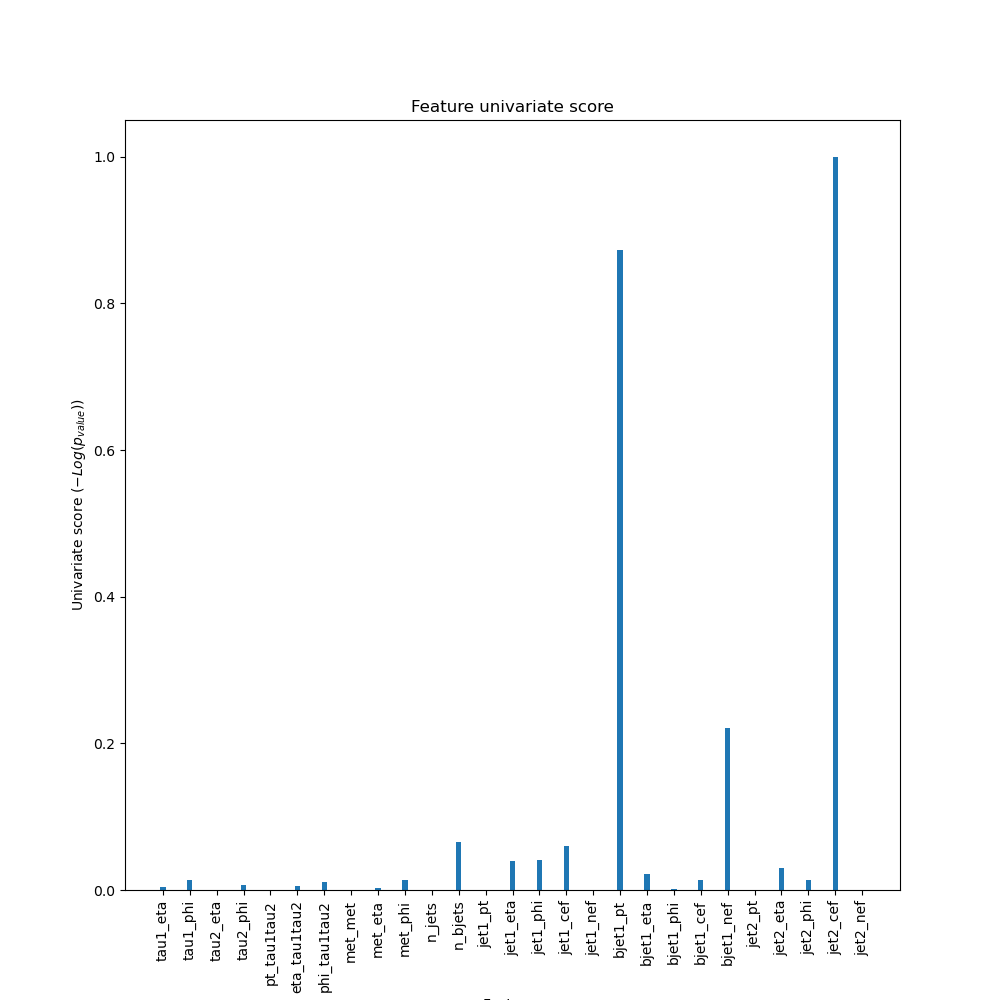 Feature univariate score
Univariate score (−Log(p_value))
1.0
0.8
0.6
0.4
0.2
0.0
tau1_eta
tau1_phi
tau2_eta
tau2_phi
pt_tau1tau2
eta_tau1tau2
phi_tau1tau2
met_met
met_eta
met_phi
n_jets
n_bjets
jet1_pt
jet1_eta
jet1_phi
jet1_cef
jet1_nef
bjet1_pt
bjet1_eta
bjet1_phi
bjet1_cef
bjet1_nef
jet2_pt
jet2_eta
jet2_phi
jet2_cef
jet2_nef